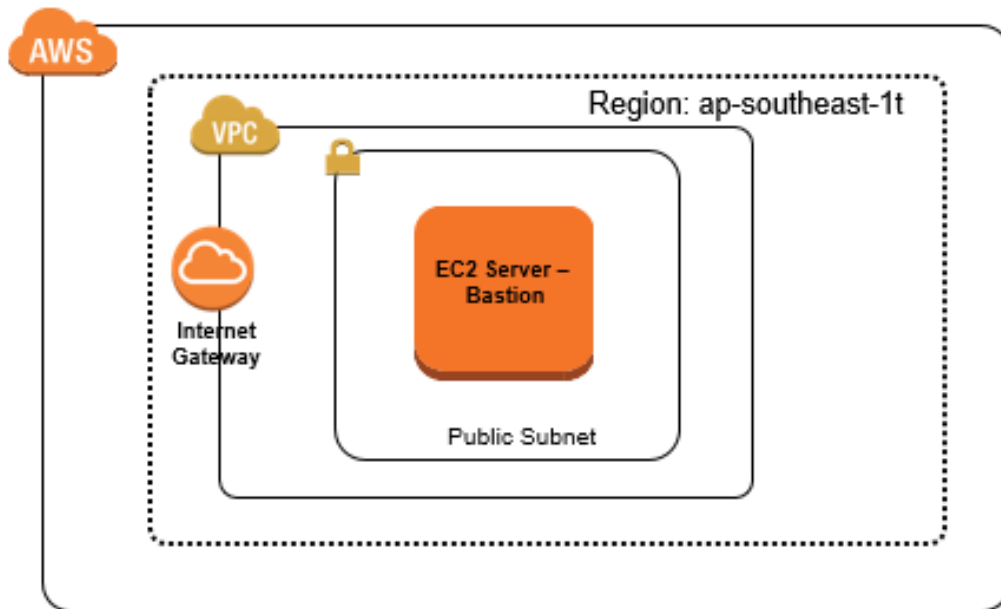 AWS
Region: ap-southeast-1t
VPC
EC2 Server –
Bastion
Internet
Gateway
Public Subnet